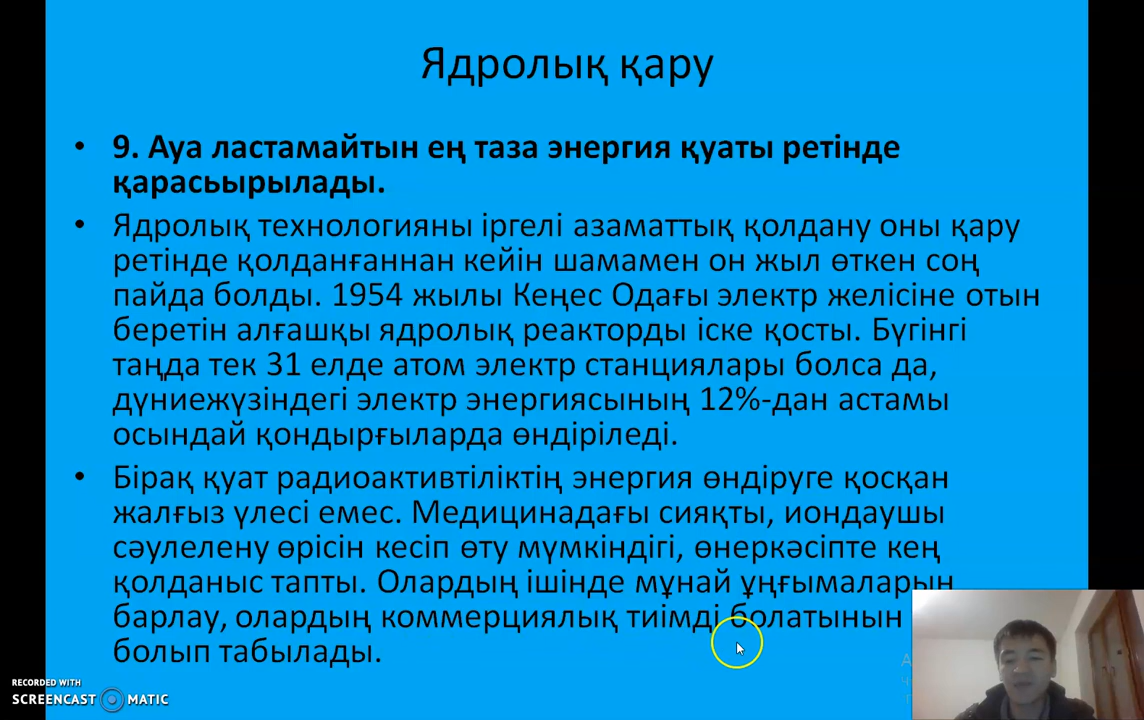 Ядролық қару
• 9. Ауа ластамайтын ең таза энергия қуаты ретінде
қарасьырылады.
• Ядролық технологияны іргелі азаматтық қолдану оны қару
ретінде қолданғаннан кейін шамамен он жыл өткен соң
пайда болды. 1954 жылы Кеңес Одағы электр желісіне отын
беретін алғашқы ядролық реакторды іске қосты. Бүгінгі
таңда тек 31 елде атом электр станциялары болса да,
дүниежүзіндегі электр энергиясының 12%-дан астамы
осындай қондырғыларда өндіріледі.
• Бірақ қуат радиоактивтіліктің энергия өндіруге қосқан
жалғыз үлесі емес. Медицинадағы сияқты, иондаушы
сәулелену өрісін кесіп өту мүмкіндігі, өнеркәсіпте кең
қолданыс тапты. Олардың ішінде мұнай ұңғымаларын
барлау, олардың коммерциялық тиімді болатынын
болып табылады.
RECORDED WITH
SCREENCAST MATIC